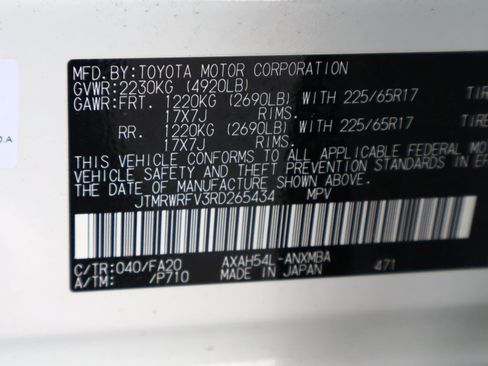 MFD. BY: TOYOTA MOTOR CORPORATION
GVWR: 2230KG (4920LB)
GAWR: FRT. 1220KG (2690LB) WITH 225/65R17 TIRE
17X7J RIMS.
RR. 1220KG (2690LB) WITH 225/65R17 TIRE
17X7J RIMS.
THIS VEHICLE CONFORMS TO ALL APPLICABLE FEDERAL MO
VEHICLE SAFETY AND THEFT PREVENTION STANDARDS IN EF
THE DATE OF MANUFACTURE SHOWN ABOVE.
JTMRWRFV3RD265434 MPV
C/TR: 040/FA20 AXAH54L-ANXMBA 471
A/TM: /P710 MADE IN JAPAN